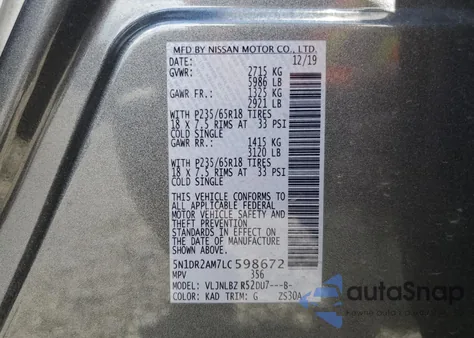 MFD BY NISSAN MOTOR CO., LTD.
DATE: 12/19
GVWR: 2715 KG
5986 LB
GAWR FR.: 1325 KG
2921 LB
WITH P235/65R18 TIRES
18 X 7.5 RIMS AT 33 PSI
COLD SINGLE
GAWR RR.: 1415 KG
3120 LB
WITH P235/65R18 TIRES
18 X 7.5 RIMS AT 33 PSI
COLD SINGLE
THIS VEHICLE CONFORMS TO
ALL APPLICABLE FEDERAL
MOTOR VEHICLE SAFETY AND
THEFT PREVENTION
STANDARDS IN EFFECT ON
THE DATE OF MANUFACTURE
SHOWN ABOVE.
5N1DR2AM7LC598672
MPV 356
MODEL: VLJNLBZ R52DU7---B-
COLOR: KAD TRIM: G ZS30A
autoSnap